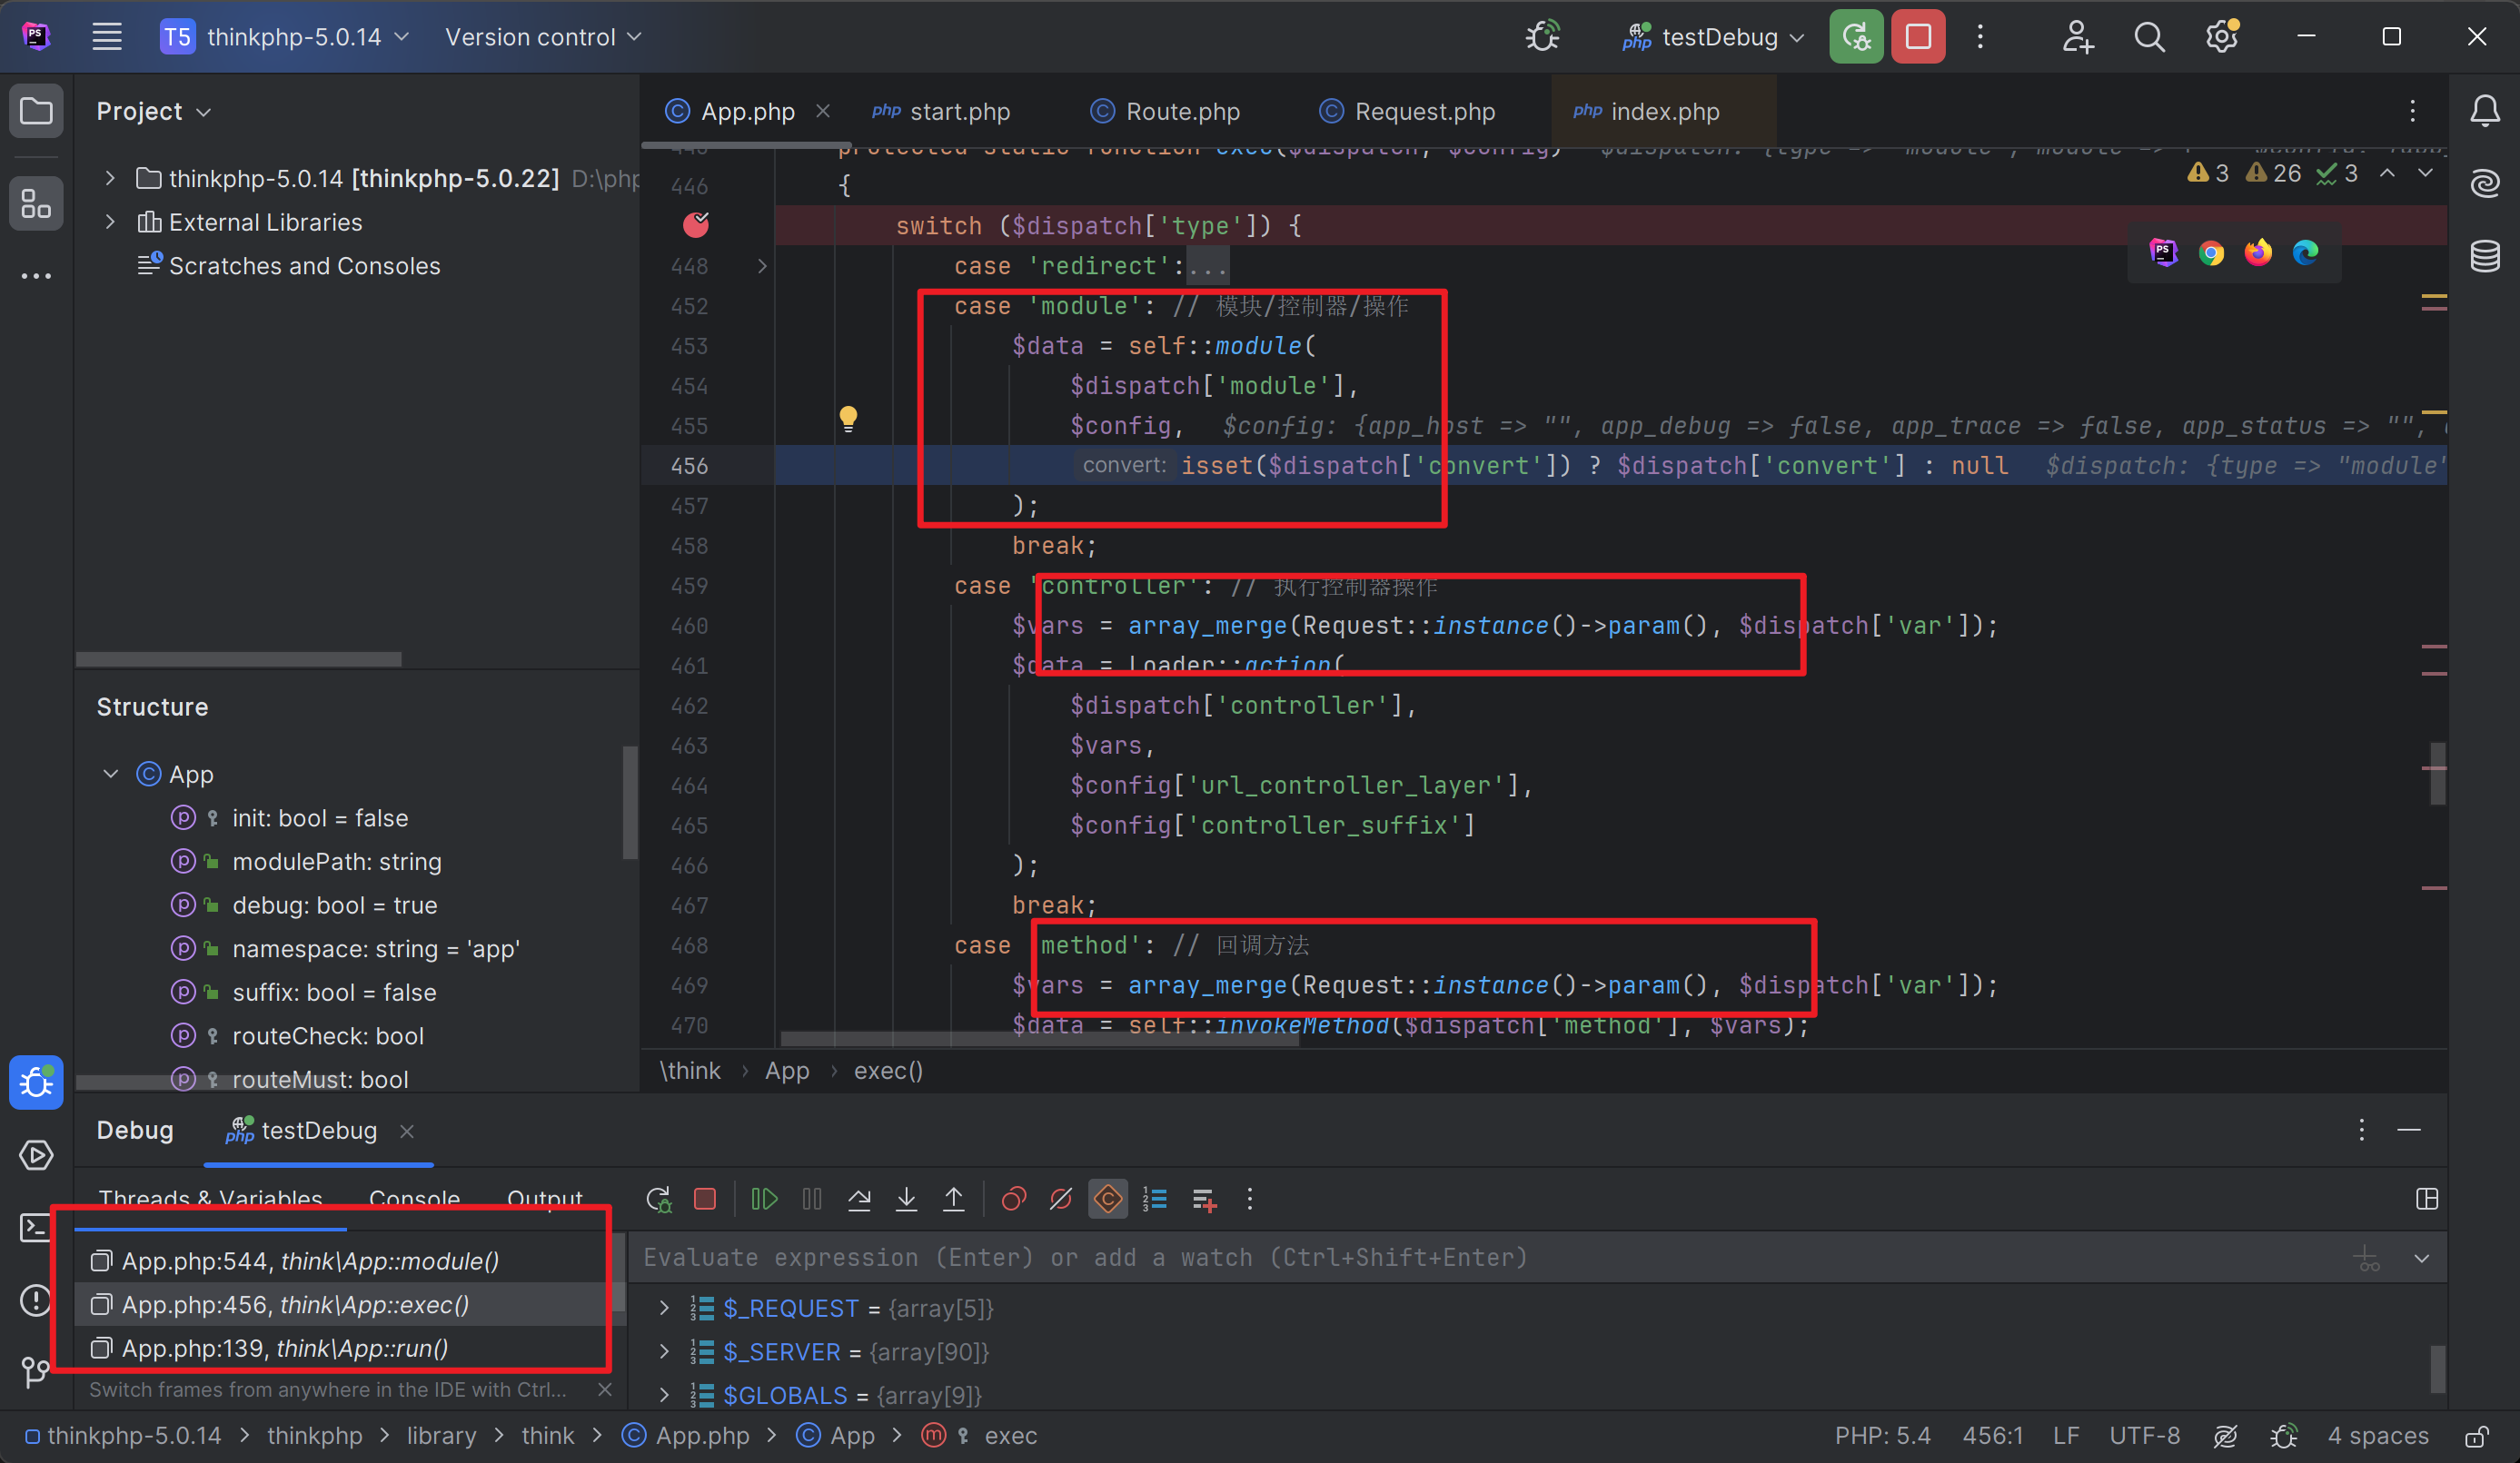 T5 thinkphp-5.0.14 Version control
php testDebug
Project
thinkphp-5.0.14 [thinkphp-5.0.22] D:\php
External Libraries
Scratches and Consoles
App.php
php start.php
Route.php
Request.php
php index.php
3 26 3
446 {
switch ($dispatch['type']) {
448 case 'redirect':...
452 case 'module': // 模块/控制器/操作
453 $data = self::module(
454 $dispatch['module'],
455 $config, $config: {app_host => "", app_debug => false, app_trace => false, app_status => "",
456 convert: isset($dispatch['convert']) ? $dispatch['convert'] : null $dispatch: {type => "module"
457 );
458 break;
459 case 'controller': // 执行控制器操作
460 $vars = array_merge(Request::instance()->param(), $dispatch['var']);
461 $data = Loader::action(
462 $dispatch['controller'],
463 $vars,
464 $config['url_controller_layer'],
465 $config['controller_suffix']
466 );
467 break;
468 case 'method': // 回调方法
469 $vars = array_merge(Request::instance()->param(), $dispatch['var']);
470 $data = self::invokeMethod($dispatch['method'], $vars);
\think › App › exec()
Structure
App
init: bool = false
modulePath: string
debug: bool = true
namespace: string = 'app'
suffix: bool = false
routeCheck: bool
routeMust: bool
Debug
php testDebug
Threads & Variables Console Output
App.php:544, think\App::module()
App.php:456, think\App::exec()
App.php:139, think\App::run()
Switch frames from anywhere in the IDE with Ctrl...
Evaluate expression (Enter) or add a watch (Ctrl+Shift+Enter)
$_REQUEST = {array[5]}
$_SERVER = {array[90]}
$GLOBALS = {array[9]}
thinkphp-5.0.14 > thinkphp > library > think > App.php > App > exec
PHP: 5.4 456:1 LF UTF-8 4 spaces